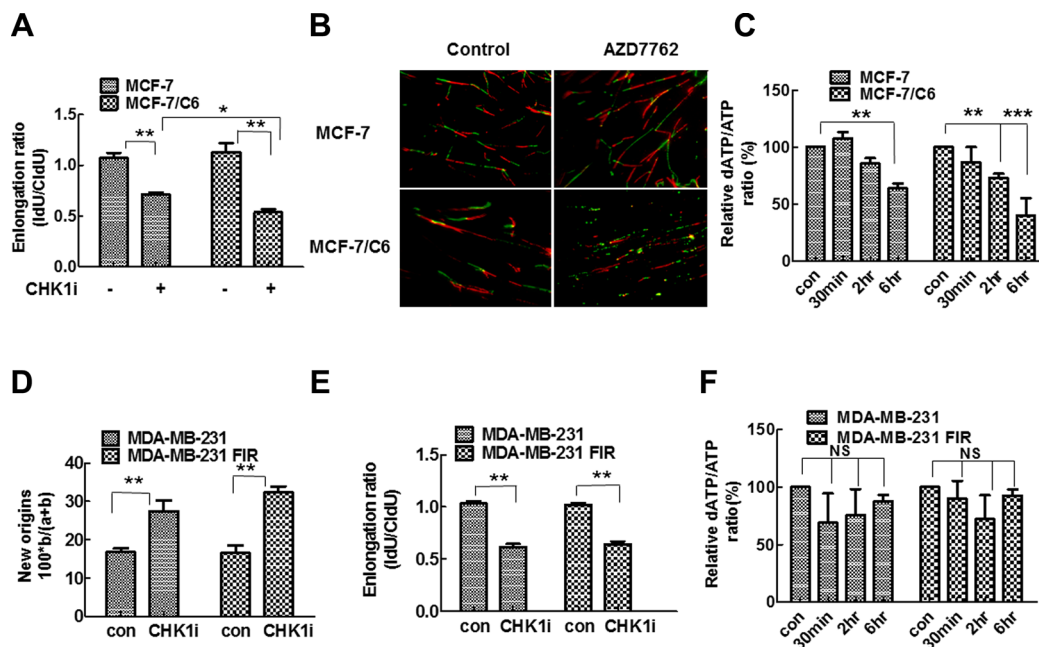 A
MCF-7
MCF-7/C6
Enlongation ratio
(IdU/CldU)
1.5
1.0
0.5
0.0
**
*
**
CHK1i
- + - +
B
Control AZD7762
MCF-7
MCF-7/C6
C
MCF-7
MCF-7/C6
Relative dATP/ATP
ratio (%)
150
100
50
0
**
** ***
con 30min 2hr 6hr con 30min 2hr 6hr
D
MDA-MB-231
MDA-MB-231 FIR
New origins
100*b/(a+b)
40
30
20
10
0
** **
con CHK1i con CHK1i
E
MDA-MB-231
MDA-MB-231 FIR
Enlongation ratio
(IdU/CldU)
1.5
1.0
0.5
0.0
** **
con CHK1i con CHK1i
F
MDA-MB-231
MDA-MB-231 FIR
Relative dATP/ATP
ratio(%)
150
100
50
0
NS NS
con 30min 2hr 6hr con 30min 2hr 6hr